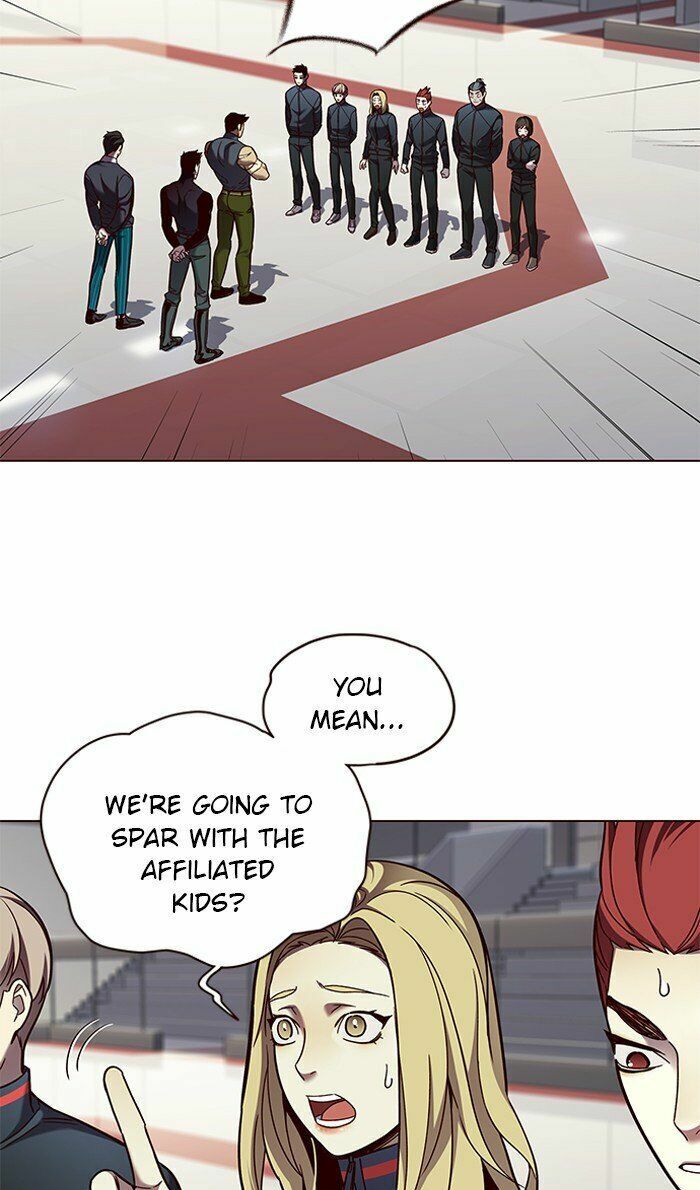 YOU
MEAN...
WE'RE GOING TO
SPAR WITH THE
AFFILIATED
KIDS?